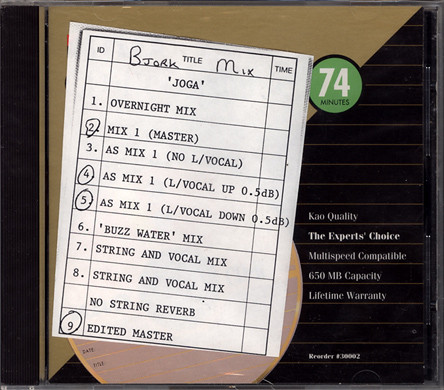 ID TITLE TIME
Bjork Mix
'JOGA'
1. OVERNIGHT MIX
2. MIX 1 (MASTER)
3. AS MIX 1 (NO L/VOCAL)
4 AS MIX 1 (L/VOCAL UP 0.5dB)
5. AS MIX 1 (L/VOCAL DOWN 0.5dB)
6. 'BUZZ WATER' MIX
7. STRING AND VOCAL MIX
8. STRING AND VOCAL MIX
NO STRING REVERB
9 EDITED MASTER
74
MINUTES
Kao Quality
The Experts' Choice
Multispeed Compatible
650 MB Capacity
Lifetime Warranty
Reorder #30002
DATE: